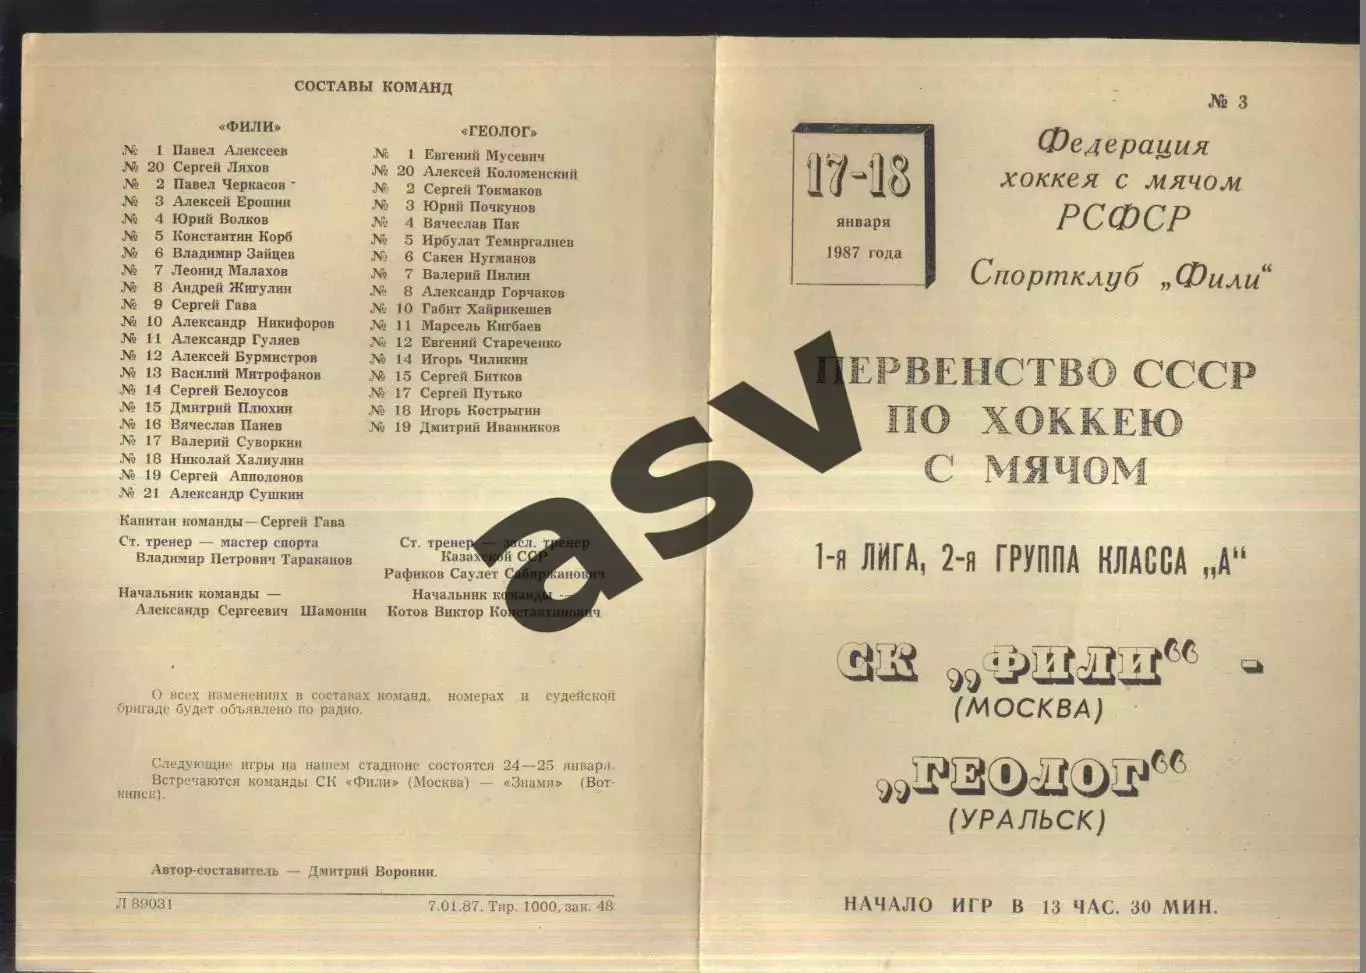 СОСТАВЫ КОМАНД
«ФИЛИ»
№ 1 Павел Алексеев
№ 20 Сергей Ляхов
№ 2 Павел Черкасов
№ 3 Алексей Ерошин
№ 4 Юрий Волков
№ 5 Константин Корб
№ 6 Владимир Зайцев
№ 7 Леонид Малахов
№ 8 Андрей Жигулин
№ 9 Сергей Гава
№ 10 Александр Никифоров
№ 11 Александр Гуляев
№ 12 Алексей Бурмистров
№ 13 Василий Митрофанов
№ 14 Сергей Белоусов
№ 15 Дмитрий Плюхин
№ 16 Вячеслав Панев
№ 17 Валерий Суворкин
№ 18 Николай Халиулин
№ 19 Сергей Апполонов
№ 21 Александр Сушкин
Капитан команды — Сергей Гава
Ст. тренер — мастер спорта
Владимир Петрович Тараканов
Начальник команды —
Александр Сергеевич Шамонин
«ГЕОЛОГ»
№ 1 Евгений Мусевич
№ 20 Алексей Коломенский
№ 2 Сергей Токмаков
№ 3 Юрий Почкунов
№ 4 Вячеслав Пак
№ 5 Ирбулат Темиргалиев
№ 6 Сакен Нугманов
№ 7 Валерий Пилин
№ 8 Александр Горчаков
№ 10 Габит Хайрикешев
№ 11 Марсель Кигбаев
№ 12 Евгений Стареченко
№ 14 Игорь Чиликин
№ 15 Сергей Битков
№ 17 Сергей Путько
№ 18 Игорь Кострыгин
№ 19 Дмитрий Иванников
Ст. тренер — засл. тренер
Казахской ССР
Рафиков Саулет Сабиржанович
Начальник команды —
Котов Виктор Константинович
О всех изменениях в составах команд, номерах и судейской
бригаде будет объявлено по радио.
Следующие игры на нашем стадионе состоятся 24—25 января.
Встречаются команды СК «Фили» (Москва) — «Знамя» (Вот-
кинск).
Автор-составитель — Дмитрий Воронин.
Л 89031 7.01.87. Тир. 1000, зак. 48
№ 3
17-18
января
1987 года
Федерация
хоккея с мячом
РСФСР
Спортклуб „Фили“
ПЕРВЕНСТВО СССР
ПО ХОККЕЮ
С МЯЧОМ
1-я ЛИГА, 2-я ГРУППА КЛАССА „А“
СК „ФИЛИ“ -
(МОСКВА)
„ГЕОЛОГ“
(УРАЛЬСК)
НАЧАЛО ИГР В 13 ЧАС. 30 МИН.
asv